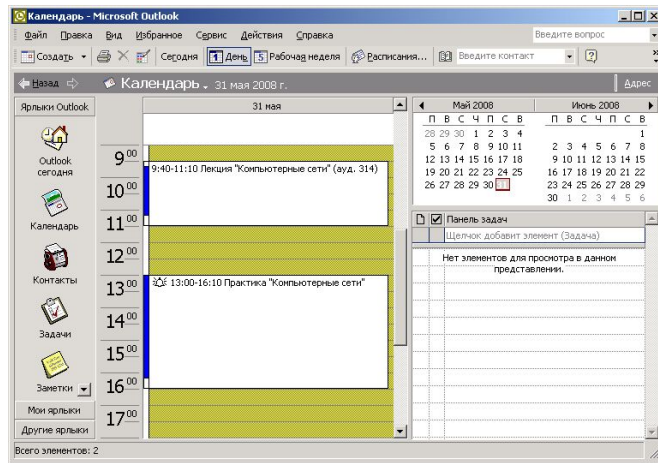 Календарь - Microsoft Outlook
Файл Правка Вид Избранное Сервис Действия Справка
Введите вопрос
Создать Сегодня 1 День 5 Рабочая неделя Расписания... Введите контакт
Назад Календарь 31 мая 2008 г. Адрес
Ярлыки Outlook
Outlook сегодня
Календарь
Контакты
Задачи
Заметки
Мои ярлыки
Другие ярлыки
31 мая
9 00
9:40-11:10 Лекция "Компьютерные сети" (ауд. 314)
10 00
11 00
12 00
13 00
13:00-16:10 Практика "Компьютерные сети"
14 00
15 00
16 00
17 00
Май 2008
П В С Ч П С В
28 29 30 1 2 3 4
5 6 7 8 9 10 11
12 13 14 15 16 17 18
19 20 21 22 23 24 25
26 27 28 29 30 31
Июнь 2008
П В С Ч П С В
1
2 3 4 5 6 7 8
9 10 11 12 13 14 15
16 17 18 19 20 21 22
23 24 25 26 27 28 29
30 1 2 3 4 5 6
Панель задач
Щелчок добавит элемент (Задача)
Нет элементов для просмотра в данном
представлении.
Всего элементов: 2